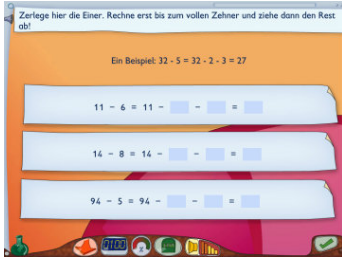 Zerlege hier die Einer. Rechne erst bis zum vollen Zehner und ziehe dann den Rest
ab!
Ein Beispiel: 32 - 5 = 32 - 2 - 3 = 27
11 - 6 = 11 - - =
14 - 8 = 14 - - =
94 - 5 = 94 - - =
0100